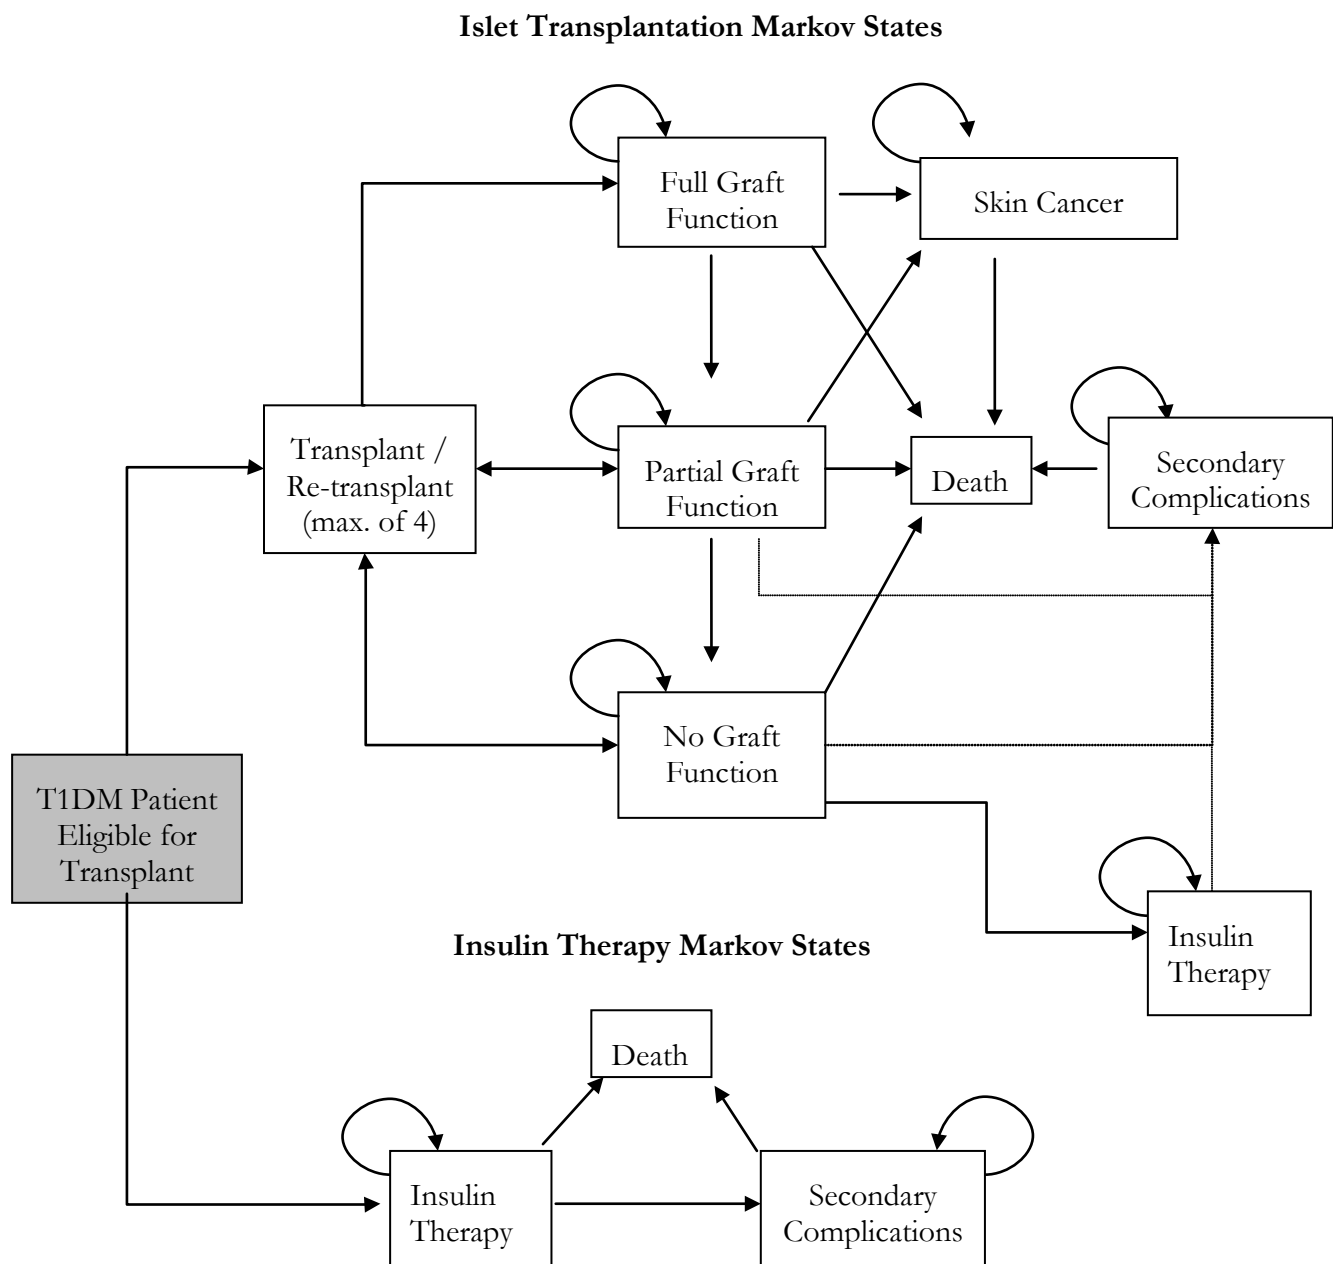 Islet Transplantation Markov States
Full Graft
Function
Skin Cancer
Transplant /
Re-transplant
(max. of 4)
Partial Graft
Function
Death
Secondary
Complications
No Graft
Function
T1DM Patient
Eligible for
Transplant
Insulin
Therapy
Insulin Therapy Markov States
Death
Insulin
Therapy
Secondary
Complications